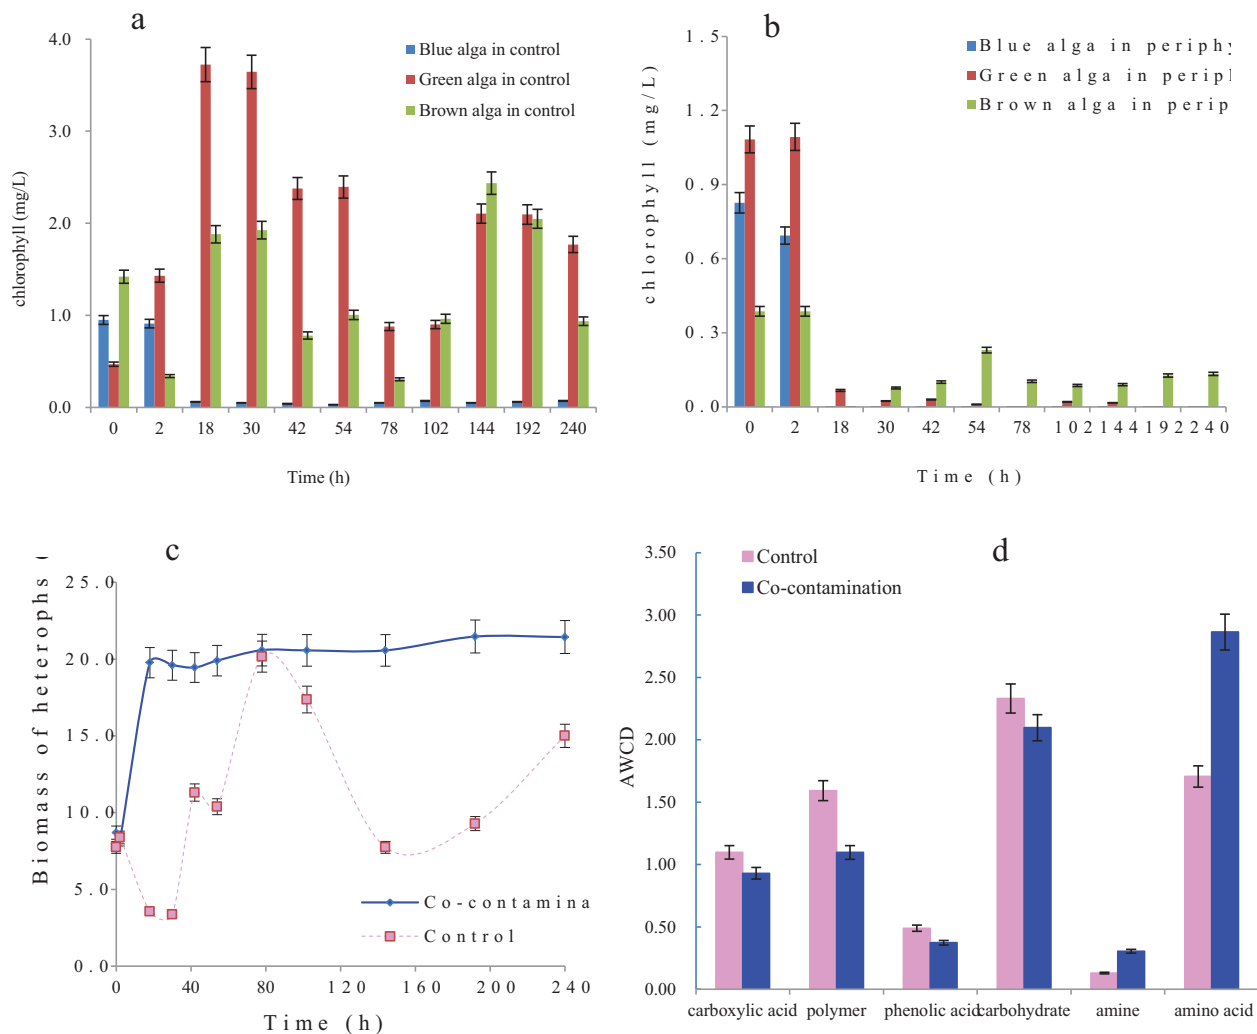 a
4.0
3.0
2.0
1.0
0.0
chlorophyll (mg/L)
Blue alga in control
Green alga in control
Brown alga in control
0 2 18 30 42 54 78 102 144 192 240
Time (h)
b
1.5
1.2
0.9
0.6
0.3
0.0
chlorophyll (mg/L)
Blue alga in periphy
Green alga in peripl
Brown alga in perip
0 2 18 30 42 54 78 102 144 192 240
Time (h)
c
25.0
20.0
15.0
10.0
5.0
0.0
Biomass of heterophs (
Co-contamina
Control
0 40 80 120 160 200 240
Time (h)
d
3.50
3.00
2.50
2.00
1.50
1.00
0.50
0.00
AWCD
Control
Co-contamination
carboxylic acid polymer phenolic acid carbohydrate amine amino acid